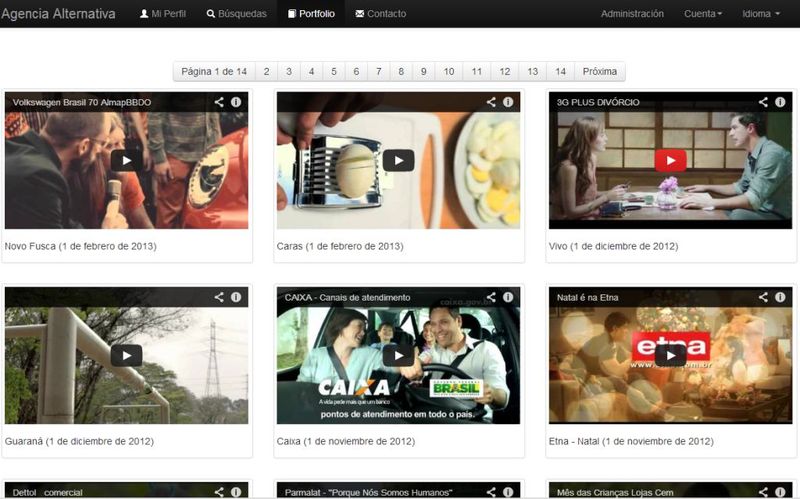 Agencia Alternativa Mi Perfil Búsquedas Portfolio Contacto Administración Cuenta Idioma
Página 1 de 14 2 3 4 5 6 7 8 9 10 11 12 13 14 Próxima
Volkswagen Brasil 70 AlmapBBDO
Novo Fusca (1 de febrero de 2013)
Caras (1 de febrero de 2013)
3G PLUS DIVÓRCIO
Vivo (1 de diciembre de 2012)
Guaraná (1 de diciembre de 2012)
CAIXA - Canais de atendimento
caixa.gov.br
CAIXA
A vida pede mais que um banco
BRASIL
pontos de atendimento em todo o país.
Caixa (1 de noviembre de 2012)
Natal é na Etna
etna
www.etna.com.br
Etna - Natal (1 de noviembre de 2012)
Dettol comercial
Parmalat - "Porque Nós Somos Humanos"
Mês das Crianças Lojas Cem